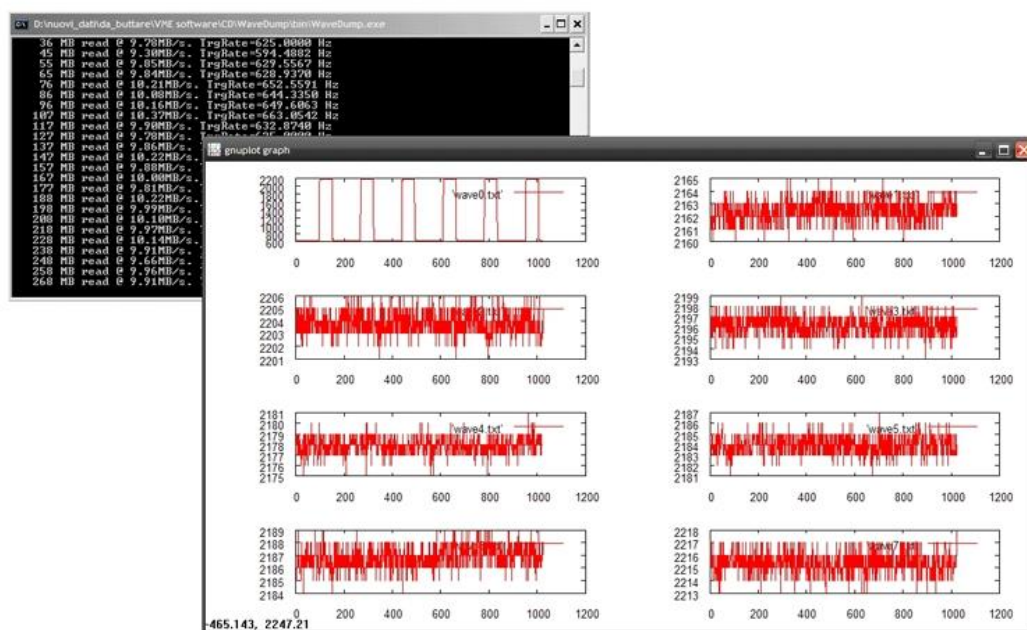 D:\nuovi_dati\da_buttare\VME software\CD\WaveDump\bin\WaveDump.exe
36 MB read @ 9.78MB/s. TrgRate=625.0000 Hz
45 MB read @ 9.30MB/s. TrgRate=594.4882 Hz
55 MB read @ 9.85MB/s. TrgRate=629.5567 Hz
65 MB read @ 9.84MB/s. TrgRate=628.9370 Hz
76 MB read @ 10.21MB/s. TrgRate=652.5591 Hz
86 MB read @ 10.08MB/s. TrgRate=644.3350 Hz
96 MB read @ 10.16MB/s. TrgRate=649.6063 Hz
107 MB read @ 10.37MB/s. TrgRate=663.0542 Hz
117 MB read @ 9.90MB/s. TrgRate=632.8740 Hz
127 MB read @ 9.78MB/s. TrgRate=625.0000 Hz
137 MB read @ 9.86MB/s.
147 MB read @ 10.22MB/s.
157 MB read @ 9.88MB/s.
167 MB read @ 10.00MB/s.
177 MB read @ 9.81MB/s.
188 MB read @ 10.22MB/s.
198 MB read @ 9.99MB/s.
208 MB read @ 10.10MB/s.
218 MB read @ 9.97MB/s.
228 MB read @ 10.14MB/s.
238 MB read @ 9.91MB/s.
248 MB read @ 9.66MB/s.
258 MB read @ 9.96MB/s.
268 MB read @ 9.91MB/s.
gnuplot graph
2200
2000
1800
1600
1400
1200
1000
800
600
'wave0.txt'
0 200 400 600 800 1000 1200
2165
2164
2163
2162
2161
2160
0 200 400 600 800 1000 1200
2206
2205
2204
2203
2202
2201
0 200 400 600 800 1000 1200
2199
2198
2197
2196
2195
2194
2193
'wave3.txt'
0 200 400 600 800 1000 1200
2181
2180
2179
2178
2177
2176
2175
'wave4.txt'
0 200 400 600 800 1000 1200
2187
2186
2185
2184
2183
2182
2181
'wave5.txt'
0 200 400 600 800 1000 1200
2189
2188
2187
2186
2185
2184
0 200 400 600 800 1000 1200
2218
2217
2216
2215
2214
2213
'wave7.txt'
0 200 400 600 800 1000 1200
-465.143, 2247.21